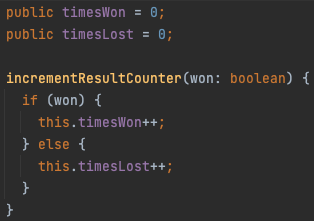 public timesWon = 0;
public timesLost = 0;

incrementResultCounter(won: boolean) {
  if (won) {
    this.timesWon++;
  } else {
    this.timesLost++;
  }
}